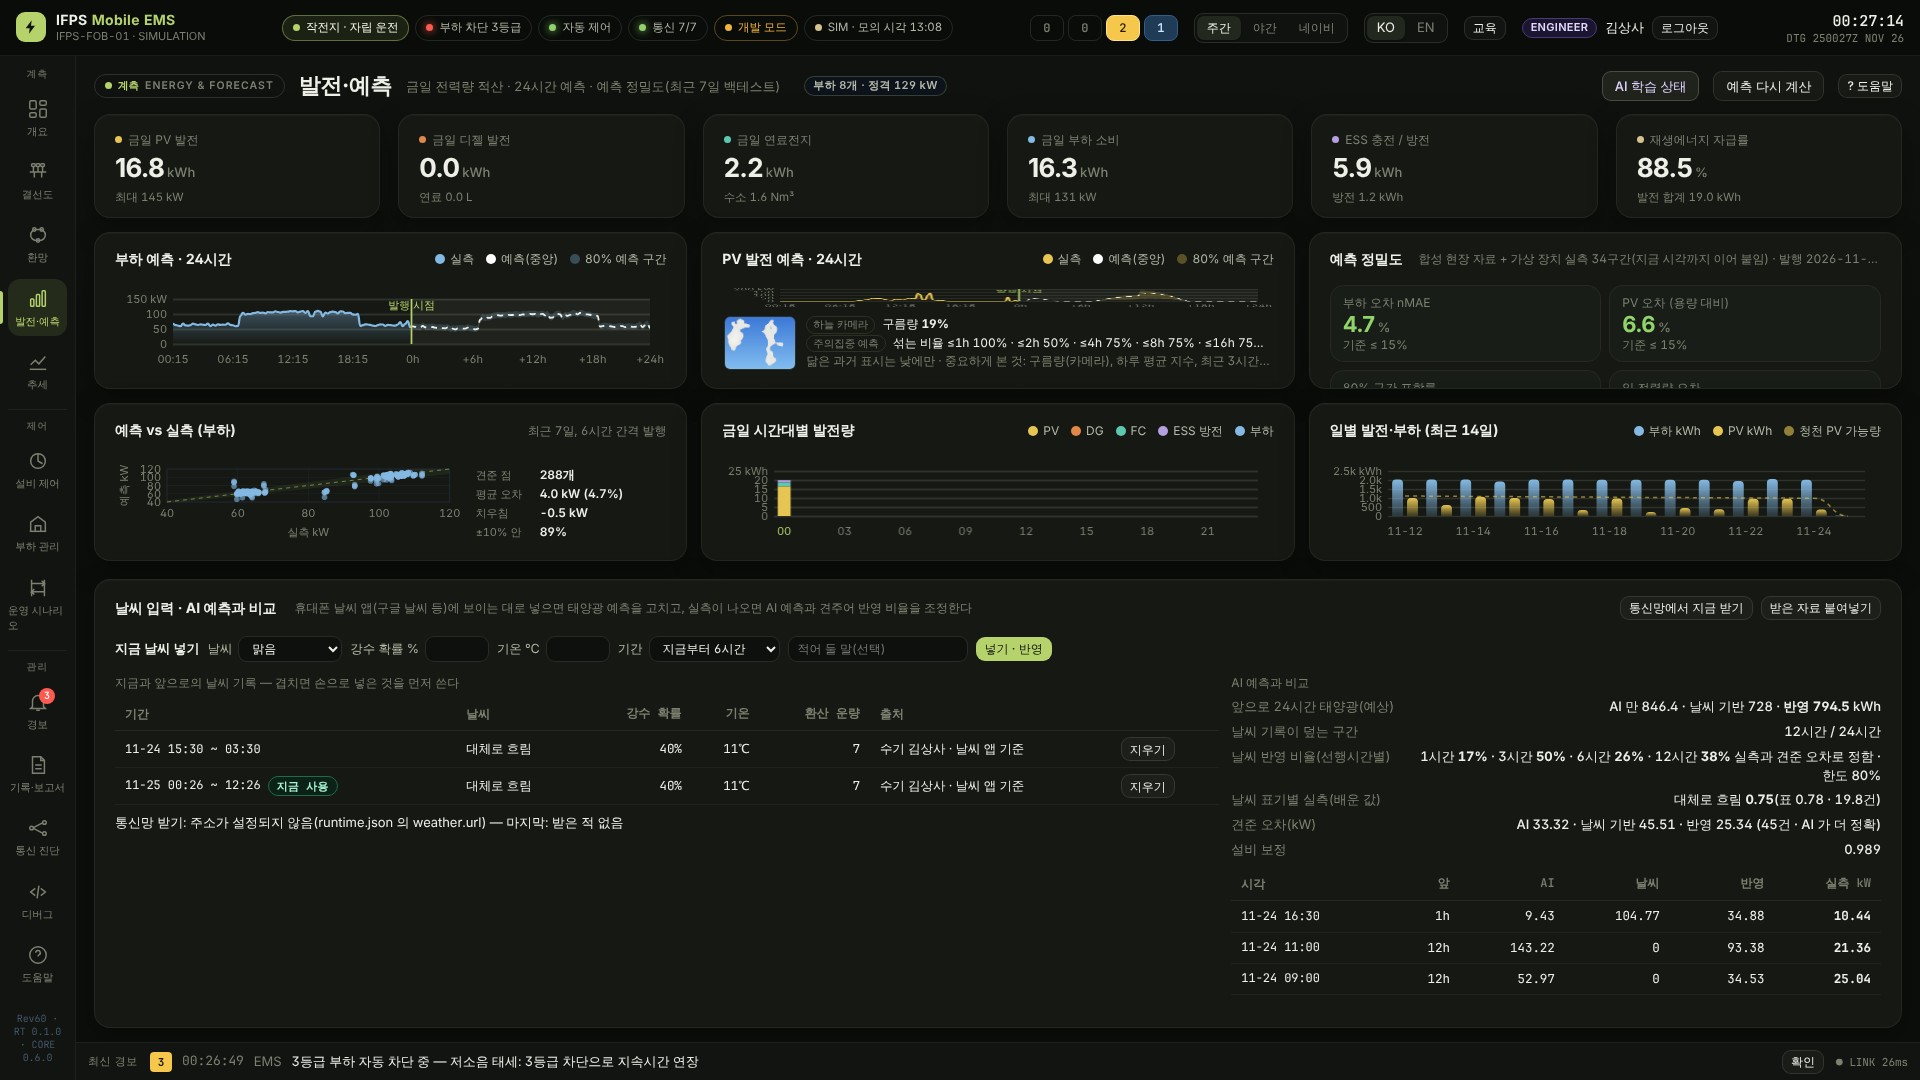 IFPS Mobile EMS
IFPS-FOB-01 · SIMULATION
작전지 · 자립 운전
부하 차단 3등급
자동 제어
통신 7/7
개발 모드
SIM · 모의 시각 13:08
0 0 2 1
주간 야간 네이비
KO EN
교육
ENGINEER 김상사 로그아웃
00:27:14
DTG 250027Z NOV 26
계측
개요
결선도
환망
발전·예측
추세
제어
설비 제어
부하 관리
운영 시나리오
관리
3
경보
기록·보고서
통신 진단
디버그
도움말
Rev60 · RT 0.1.0 · CORE 0.6.0
계측 ENERGY & FORECAST
발전·예측
금일 전력량 적산 · 24시간 예측 · 예측 정밀도(최근 7일 백테스트)
부하 8개 · 정격 129 kW
AI 학습 상태
예측 다시 계산
? 도움말
금일 PV 발전
16.8 kWh
최대 145 kW
금일 디젤 발전
0.0 kWh
연료 0.0 L
금일 연료전지
2.2 kWh
수소 1.6 Nm³
금일 부하 소비
16.3 kWh
최대 131 kW
ESS 충전 / 방전
5.9 kWh
방전 1.2 kWh
재생에너지 자급률
88.5 %
발전 합계 19.0 kWh
부하 예측 · 24시간
실측 예측(중앙) 80% 예측 구간
150 kW
100
50
0
발행 시점
00:15 06:15 12:15 18:15 0h +6h +12h +18h +24h
PV 발전 예측 · 24시간
실측 예측(중앙) 80% 예측 구간
하늘 카메라 구름량 19%
주의집중 예측 섞는 비율 ≤1h 100% · ≤2h 50% · ≤4h 75% · ≤8h 75% · ≤16h 75…
닮은 과거 표시는 낮에만 · 중요하게 본 것: 구름량(카메라), 하루 평균 지수, 최근 3시간…
예측 정밀도
합성 현장 자료 + 가상 장치 실측 34구간(지금 시각까지 이어 붙임) · 발행 2026-11-…
부하 오차 nMAE
4.7 %
기준 ≤ 15%
PV 오차 (용량 대비)
6.6 %
기준 ≤ 15%
예측 vs 실측 (부하)
최근 7일, 6시간 간격 발행
예측 kW
120
100
80
60
40
40 60 80 100 120
실측 kW
견준 점 288개
평균 오차 4.0 kW (4.7%)
치우침 -0.5 kW
±10% 안 89%
금일 시간대별 발전량
PV DG FC ESS 방전 부하
25 kWh
20
15
10
5
0
00 03 06 09 12 15 18 21
일별 발전·부하 (최근 14일)
부하 kWh PV kWh 청천 PV 가능량
2.5k kWh
2.0k
1.5k
1.0k
500
0
11-12 11-14 11-16 11-18 11-20 11-22 11-24
날씨 입력 · AI 예측과 비교
휴대폰 날씨 앱(구글 날씨 등)에 보이는 대로 넣으면 태양광 예측을 고치고, 실측이 나오면 AI 예측과 견주어 반영 비율을 조정한다
통신망에서 지금 받기
받은 자료 붙여넣기
지금 날씨 넣기 날씨 맑음 강수 확률 % 기온 ℃ 기간 지금부터 6시간 적어 둘 말(선택) 넣기 · 반영
지금과 앞으로의 날씨 기록 — 겹치면 손으로 넣은 것을 먼저 쓴다
기간 날씨 강수 확률 기온 환산 운량 출처
11-24 15:30 ~ 03:30 대체로 흐림 40% 11℃ 7 수기 김상사 · 날씨 앱 기준 지우기
11-25 00:26 ~ 12:26 지금 사용 대체로 흐림 40% 11℃ 7 수기 김상사 · 날씨 앱 기준 지우기
통신망 받기: 주소가 설정되지 않음(runtime.json 의 weather.url) — 마지막: 받은 적 없음
AI 예측과 비교
앞으로 24시간 태양광(예상) AI 만 846.4 · 날씨 기반 728 · 반영 794.5 kWh
날씨 기록이 덮는 구간 12시간 / 24시간
날씨 반영 비율(선행시간별) 1시간 17% · 3시간 50% · 6시간 26% · 12시간 38% 실측과 견준 오차로 정함 ·
한도 80%
날씨 표기별 실측(배운 값) 대체로 흐림 0.75(표 0.78 · 19.8건)
견준 오차(kW) AI 33.32 · 날씨 기반 45.51 · 반영 25.34 (45건 · AI 가 더 정확)
설비 보정 0.989
시각 앞 AI 날씨 반영 실측 kW
11-24 16:30 1h 9.43 104.77 34.88 10.44
11-24 11:00 12h 143.22 0 93.38 21.36
11-24 09:00 12h 52.97 0 34.53 25.04
최신 경보 3 00:26:49 EMS 3등급 부하 자동 차단 중 — 저소음 태세: 3등급 차단으로 지속시간 연장
확인
LINK 26ms